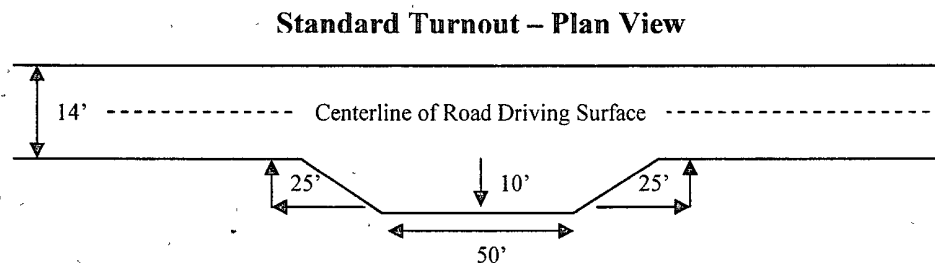 Standard Turnout – Plan View
14’ Centerline of Road Driving Surface
25’ 10’ 25’
50’